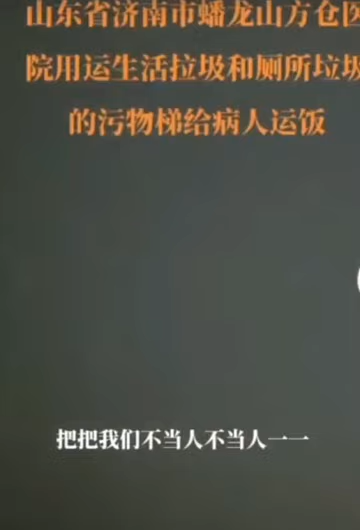 山东省济南市蟠龙山方仓医
院用运生活拉圾和厕所垃圾
的污物梯给病人运饭
把把我们不当人不当人一一